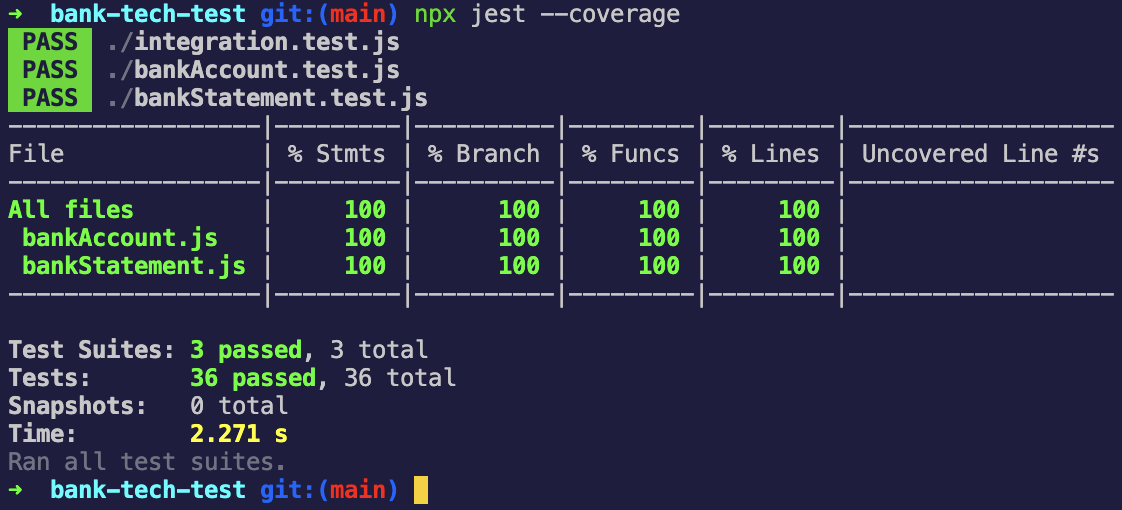 → bank-tech-test git:(main) npx jest --coverage
PASS ./integration.test.js
PASS ./bankAccount.test.js
PASS ./bankStatement.test.js
------------------|---------|----------|---------|---------|-------------------
File              | % Stmts | % Branch | % Funcs | % Lines | Uncovered Line #s
------------------|---------|----------|---------|---------|-------------------
All files         |     100 |      100 |     100 |     100 |
 bankAccount.js   |     100 |      100 |     100 |     100 |
 bankStatement.js |     100 |      100 |     100 |     100 |
------------------|---------|----------|---------|---------|-------------------
Test Suites: 3 passed, 3 total
Tests:       36 passed, 36 total
Snapshots:   0 total
Time:        2.271 s
Ran all test suites.
→ bank-tech-test git:(main)